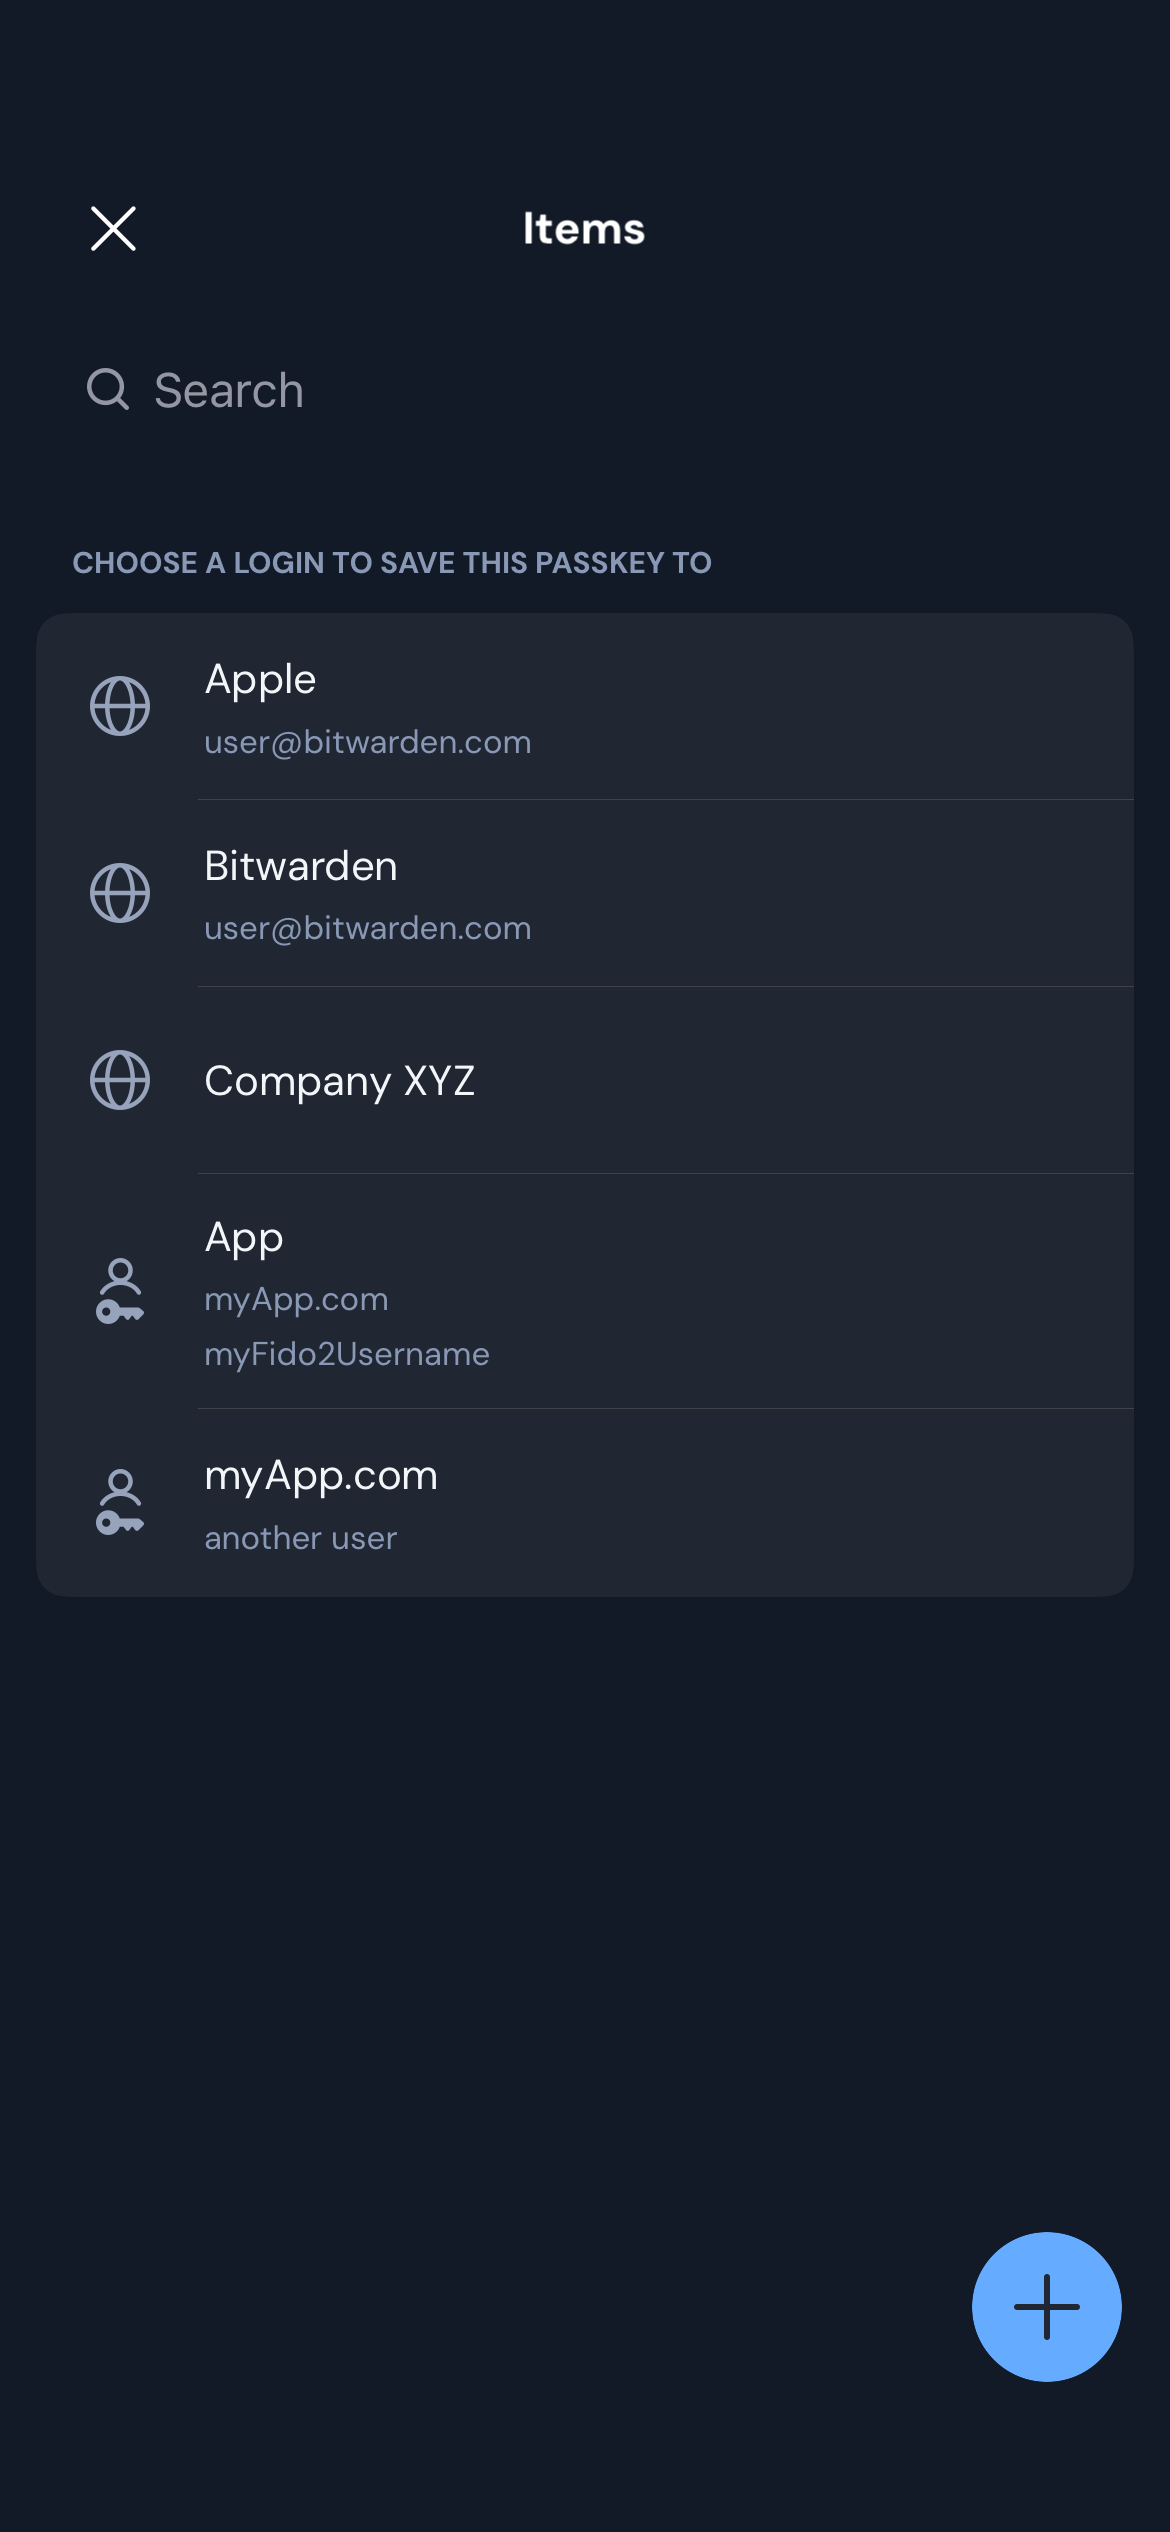 Items
Search
CHOOSE A LOGIN TO SAVE THIS PASSKEY TO
Apple
user@bitwarden.com
Bitwarden
user@bitwarden.com
Company XYZ
App
myApp.com
myFido2Username
myApp.com
another user